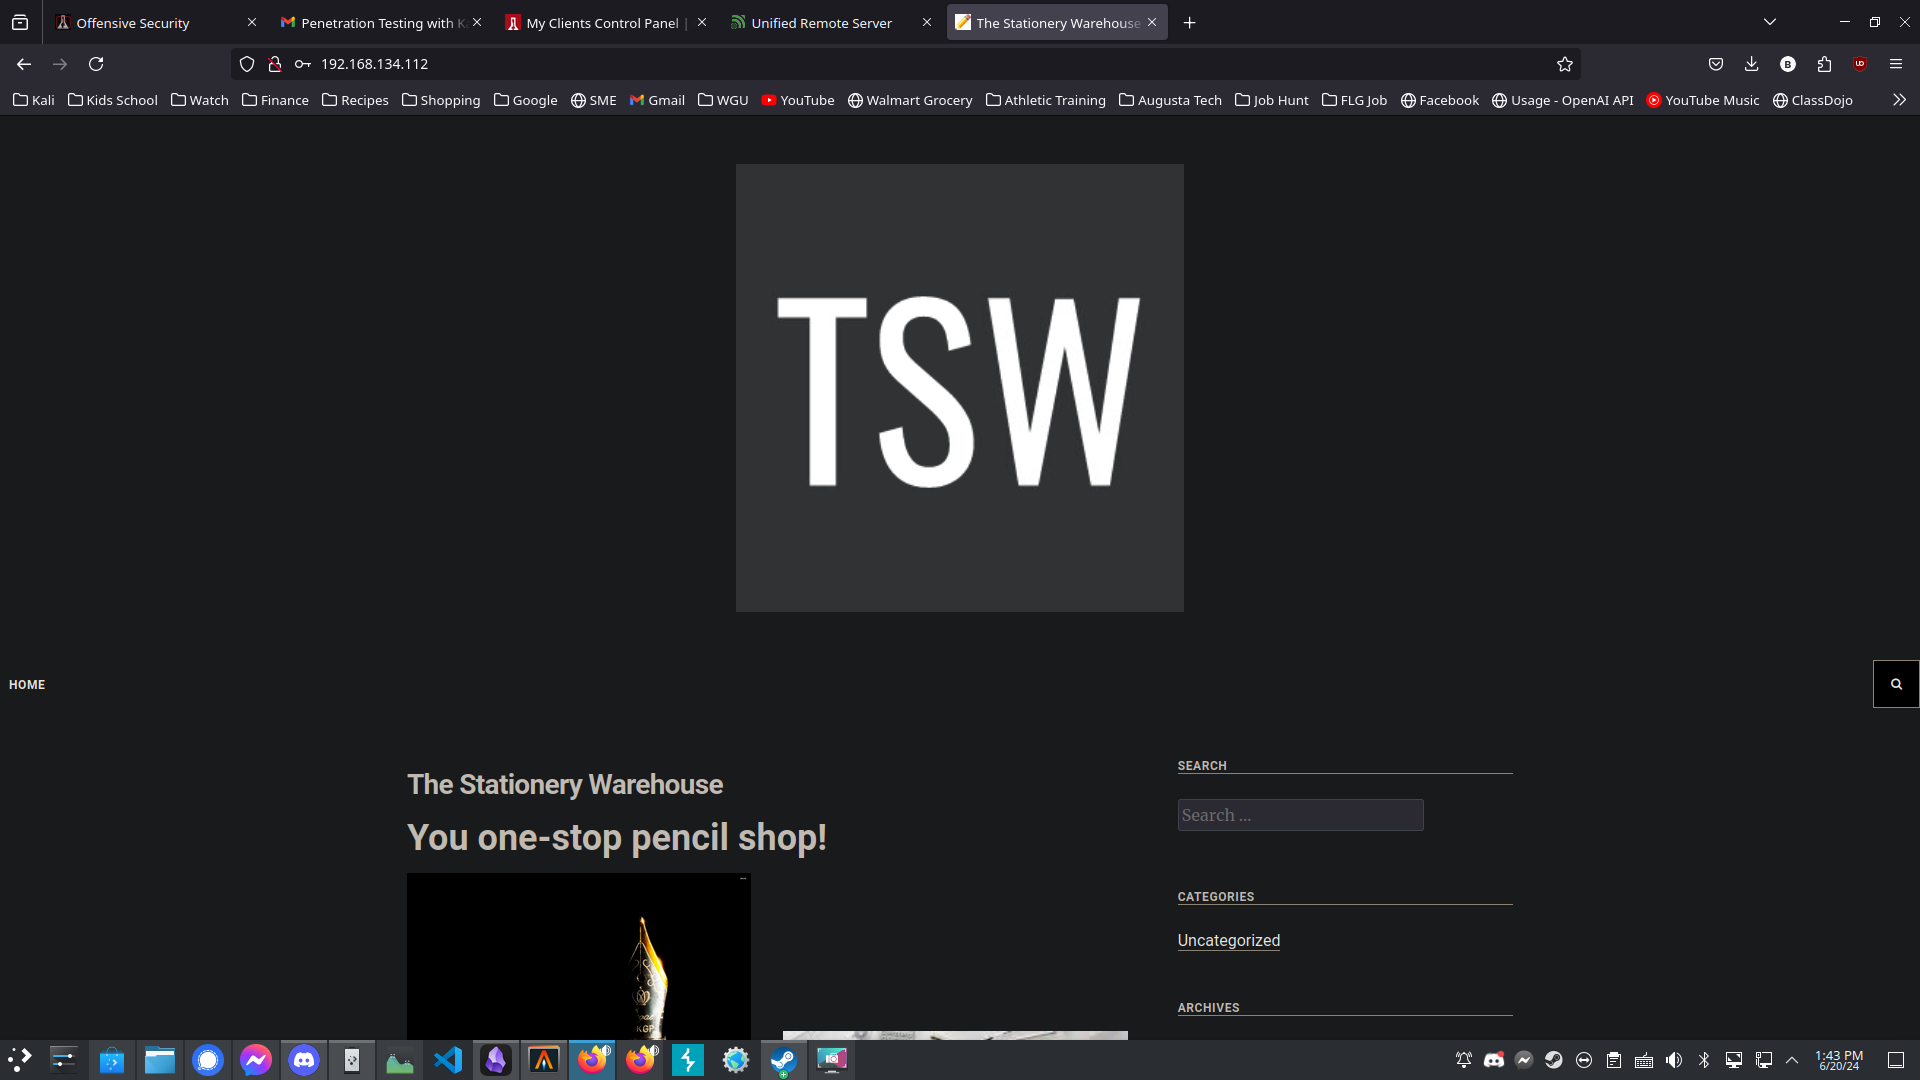 Offensive Security
Penetration Testing with K
My Clients Control Panel |
Unified Remote Server
The Stationery Warehouse
192.168.134.112
Kali
Kids School
Watch
Finance
Recipes
Shopping
Google
SME
Gmail
WGU
YouTube
Walmart Grocery
Athletic Training
Augusta Tech
Job Hunt
FLG Job
Facebook
Usage - OpenAI API
YouTube Music
ClassDojo
TSW
HOME
The Stationery Warehouse
You one-stop pencil shop!
SEARCH
Search ...
CATEGORIES
Uncategorized
ARCHIVES
1:43 PM
6/20/24